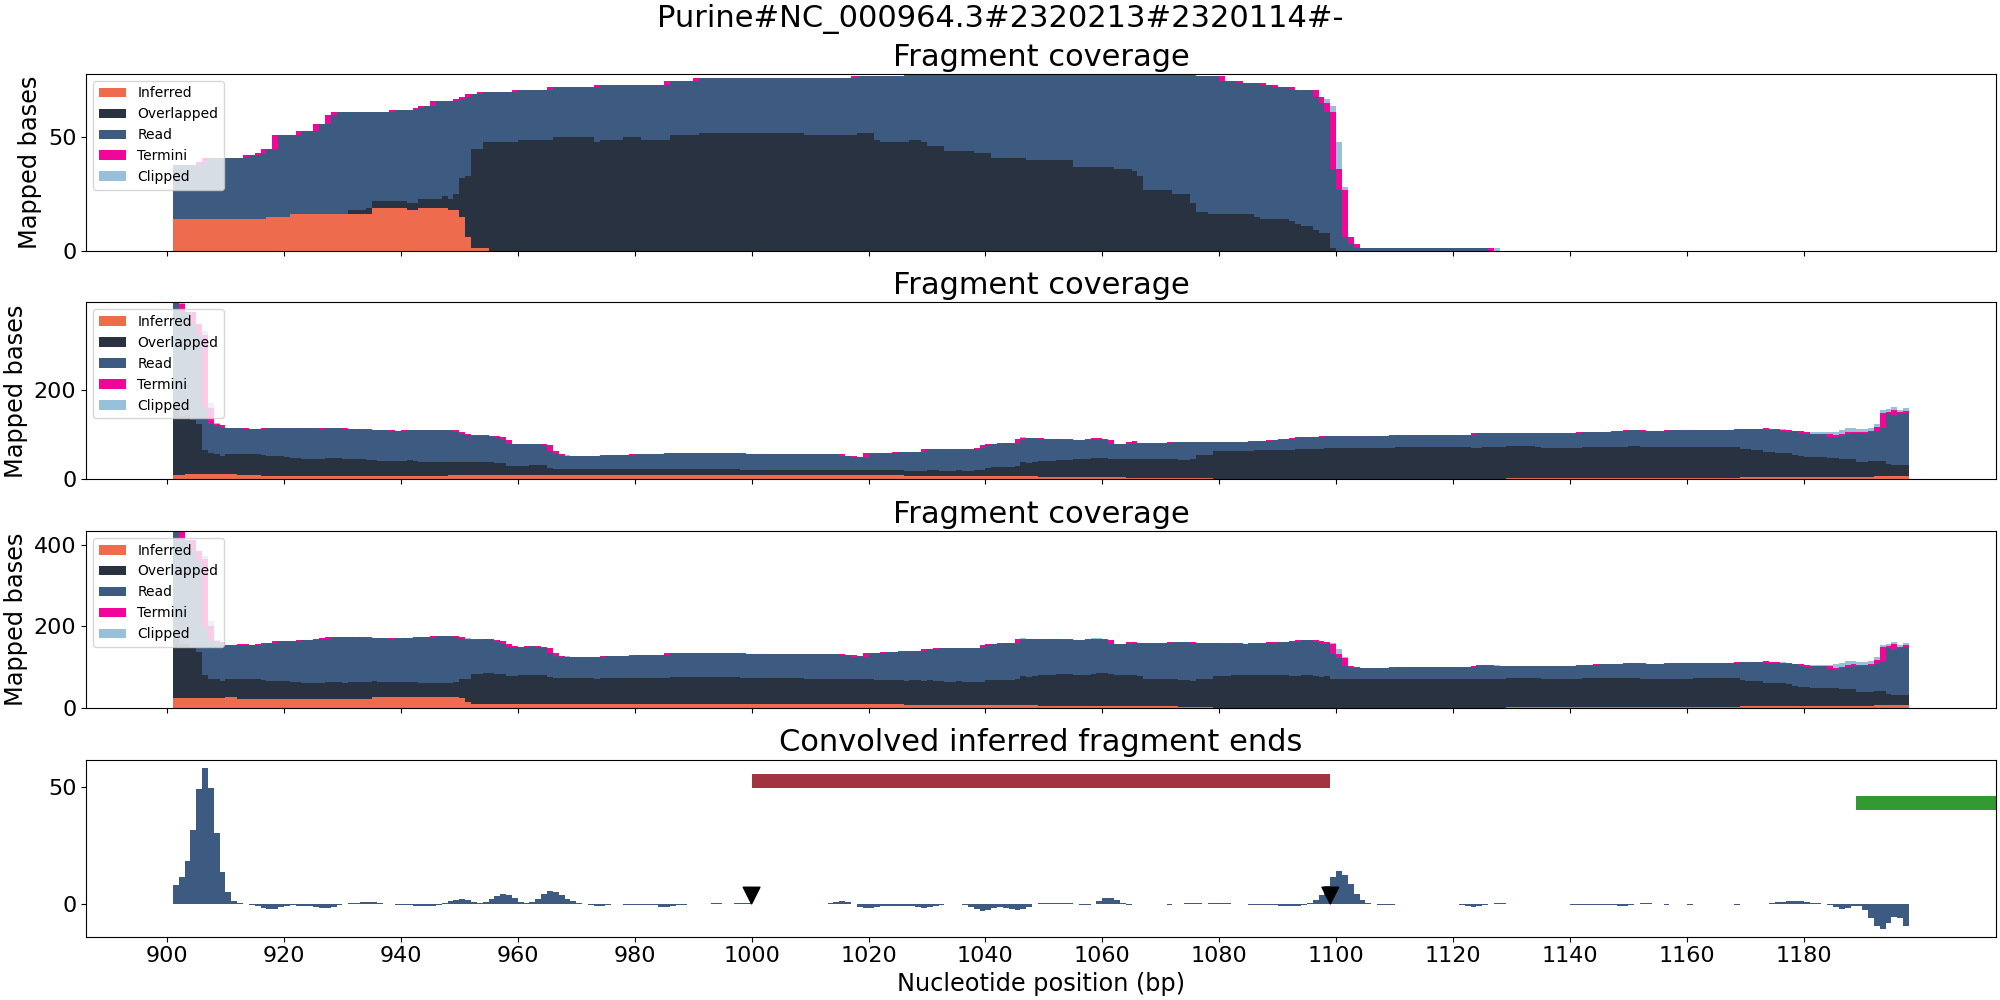 Purine#NC_000964.3#2320213#2320114#-
Fragment coverage
Mapped bases
50
0
Inferred
Overlapped
Read
Termini
Clipped
Fragment coverage
Mapped bases
200
0
Inferred
Overlapped
Read
Termini
Clipped
Fragment coverage
Mapped bases
400
200
0
Inferred
Overlapped
Read
Termini
Clipped
Convolved inferred fragment ends
50
0
900 920 940 960 980 1000 1020 1040 1060 1080 1100 1120 1140 1160 1180
Nucleotide position (bp)